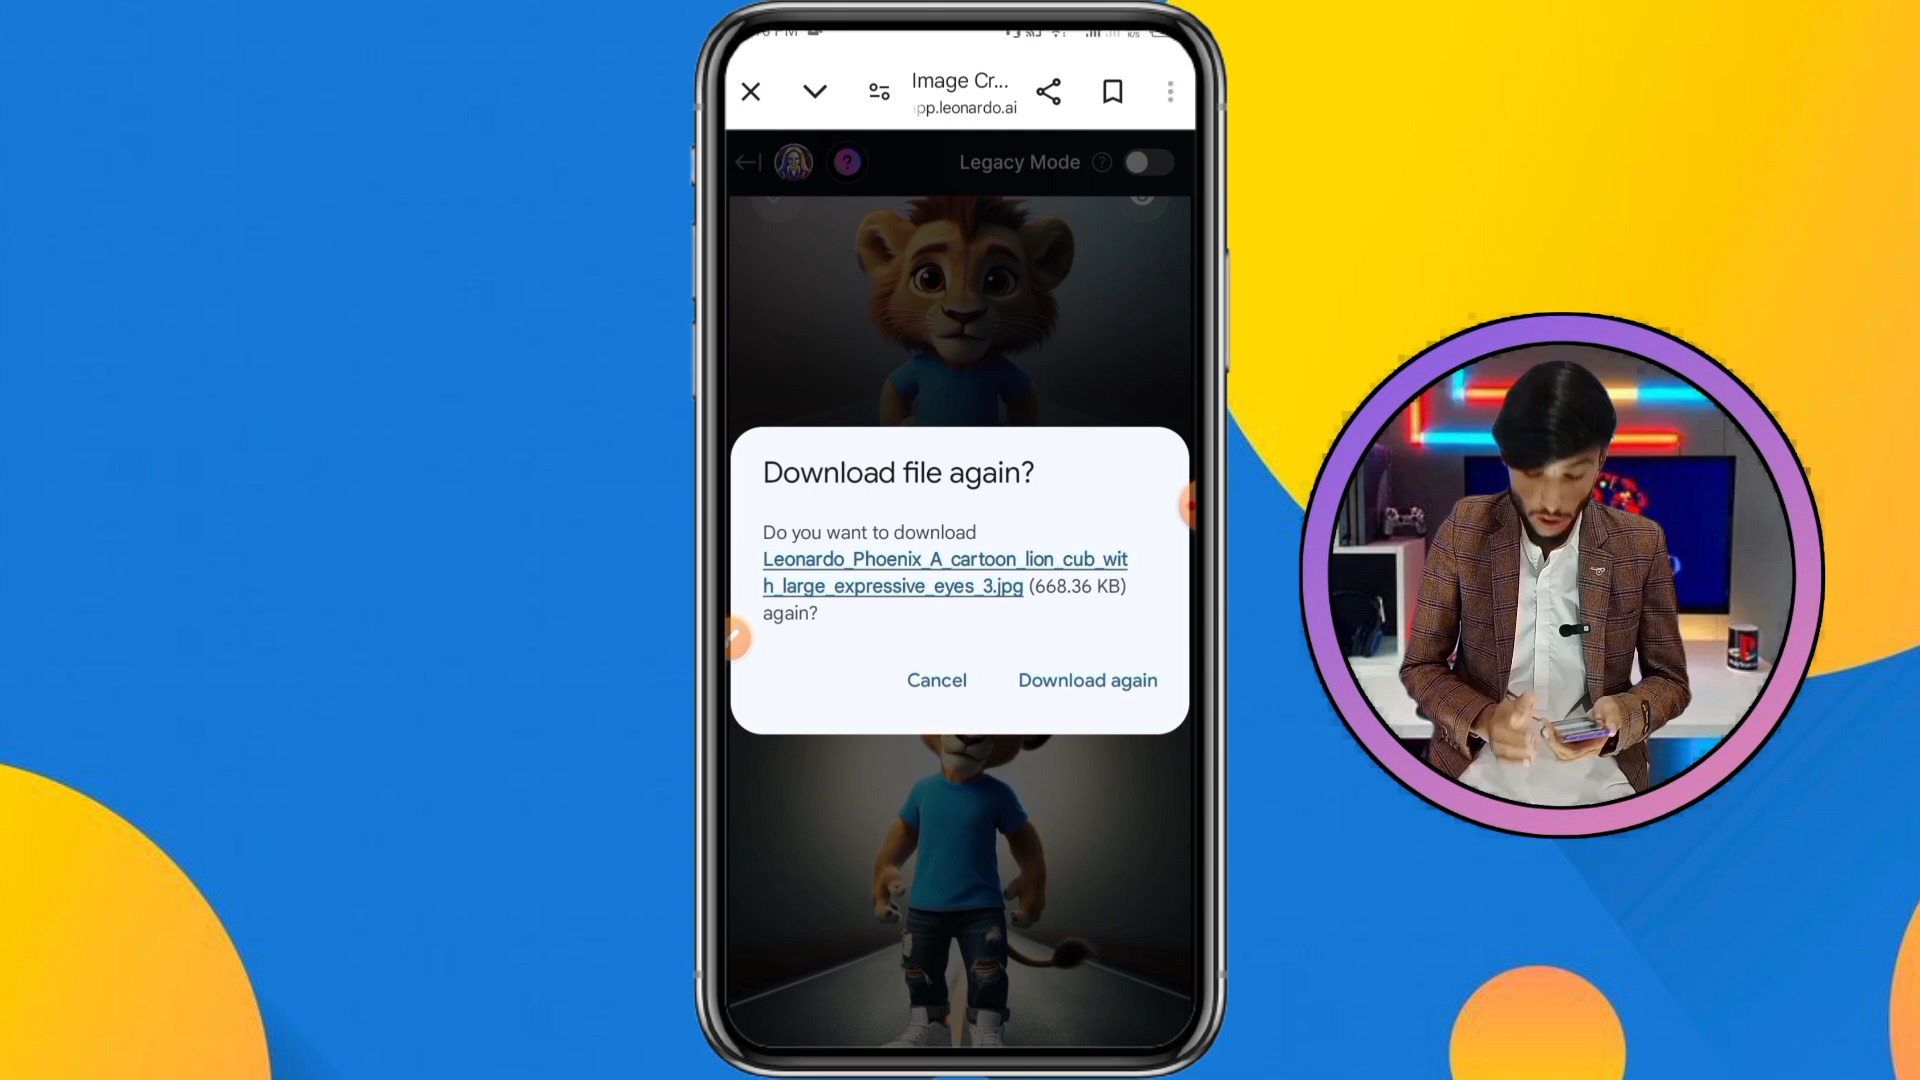 Image Cr...
pp.leonardo.ai
Legacy Mode
Download file again?
Do you want to download
Leonardo_Phoenix_A_cartoon_lion_cub_wit
h_large_expressive_eyes_3.jpg (668.36 KB)
again?
Cancel
Download again